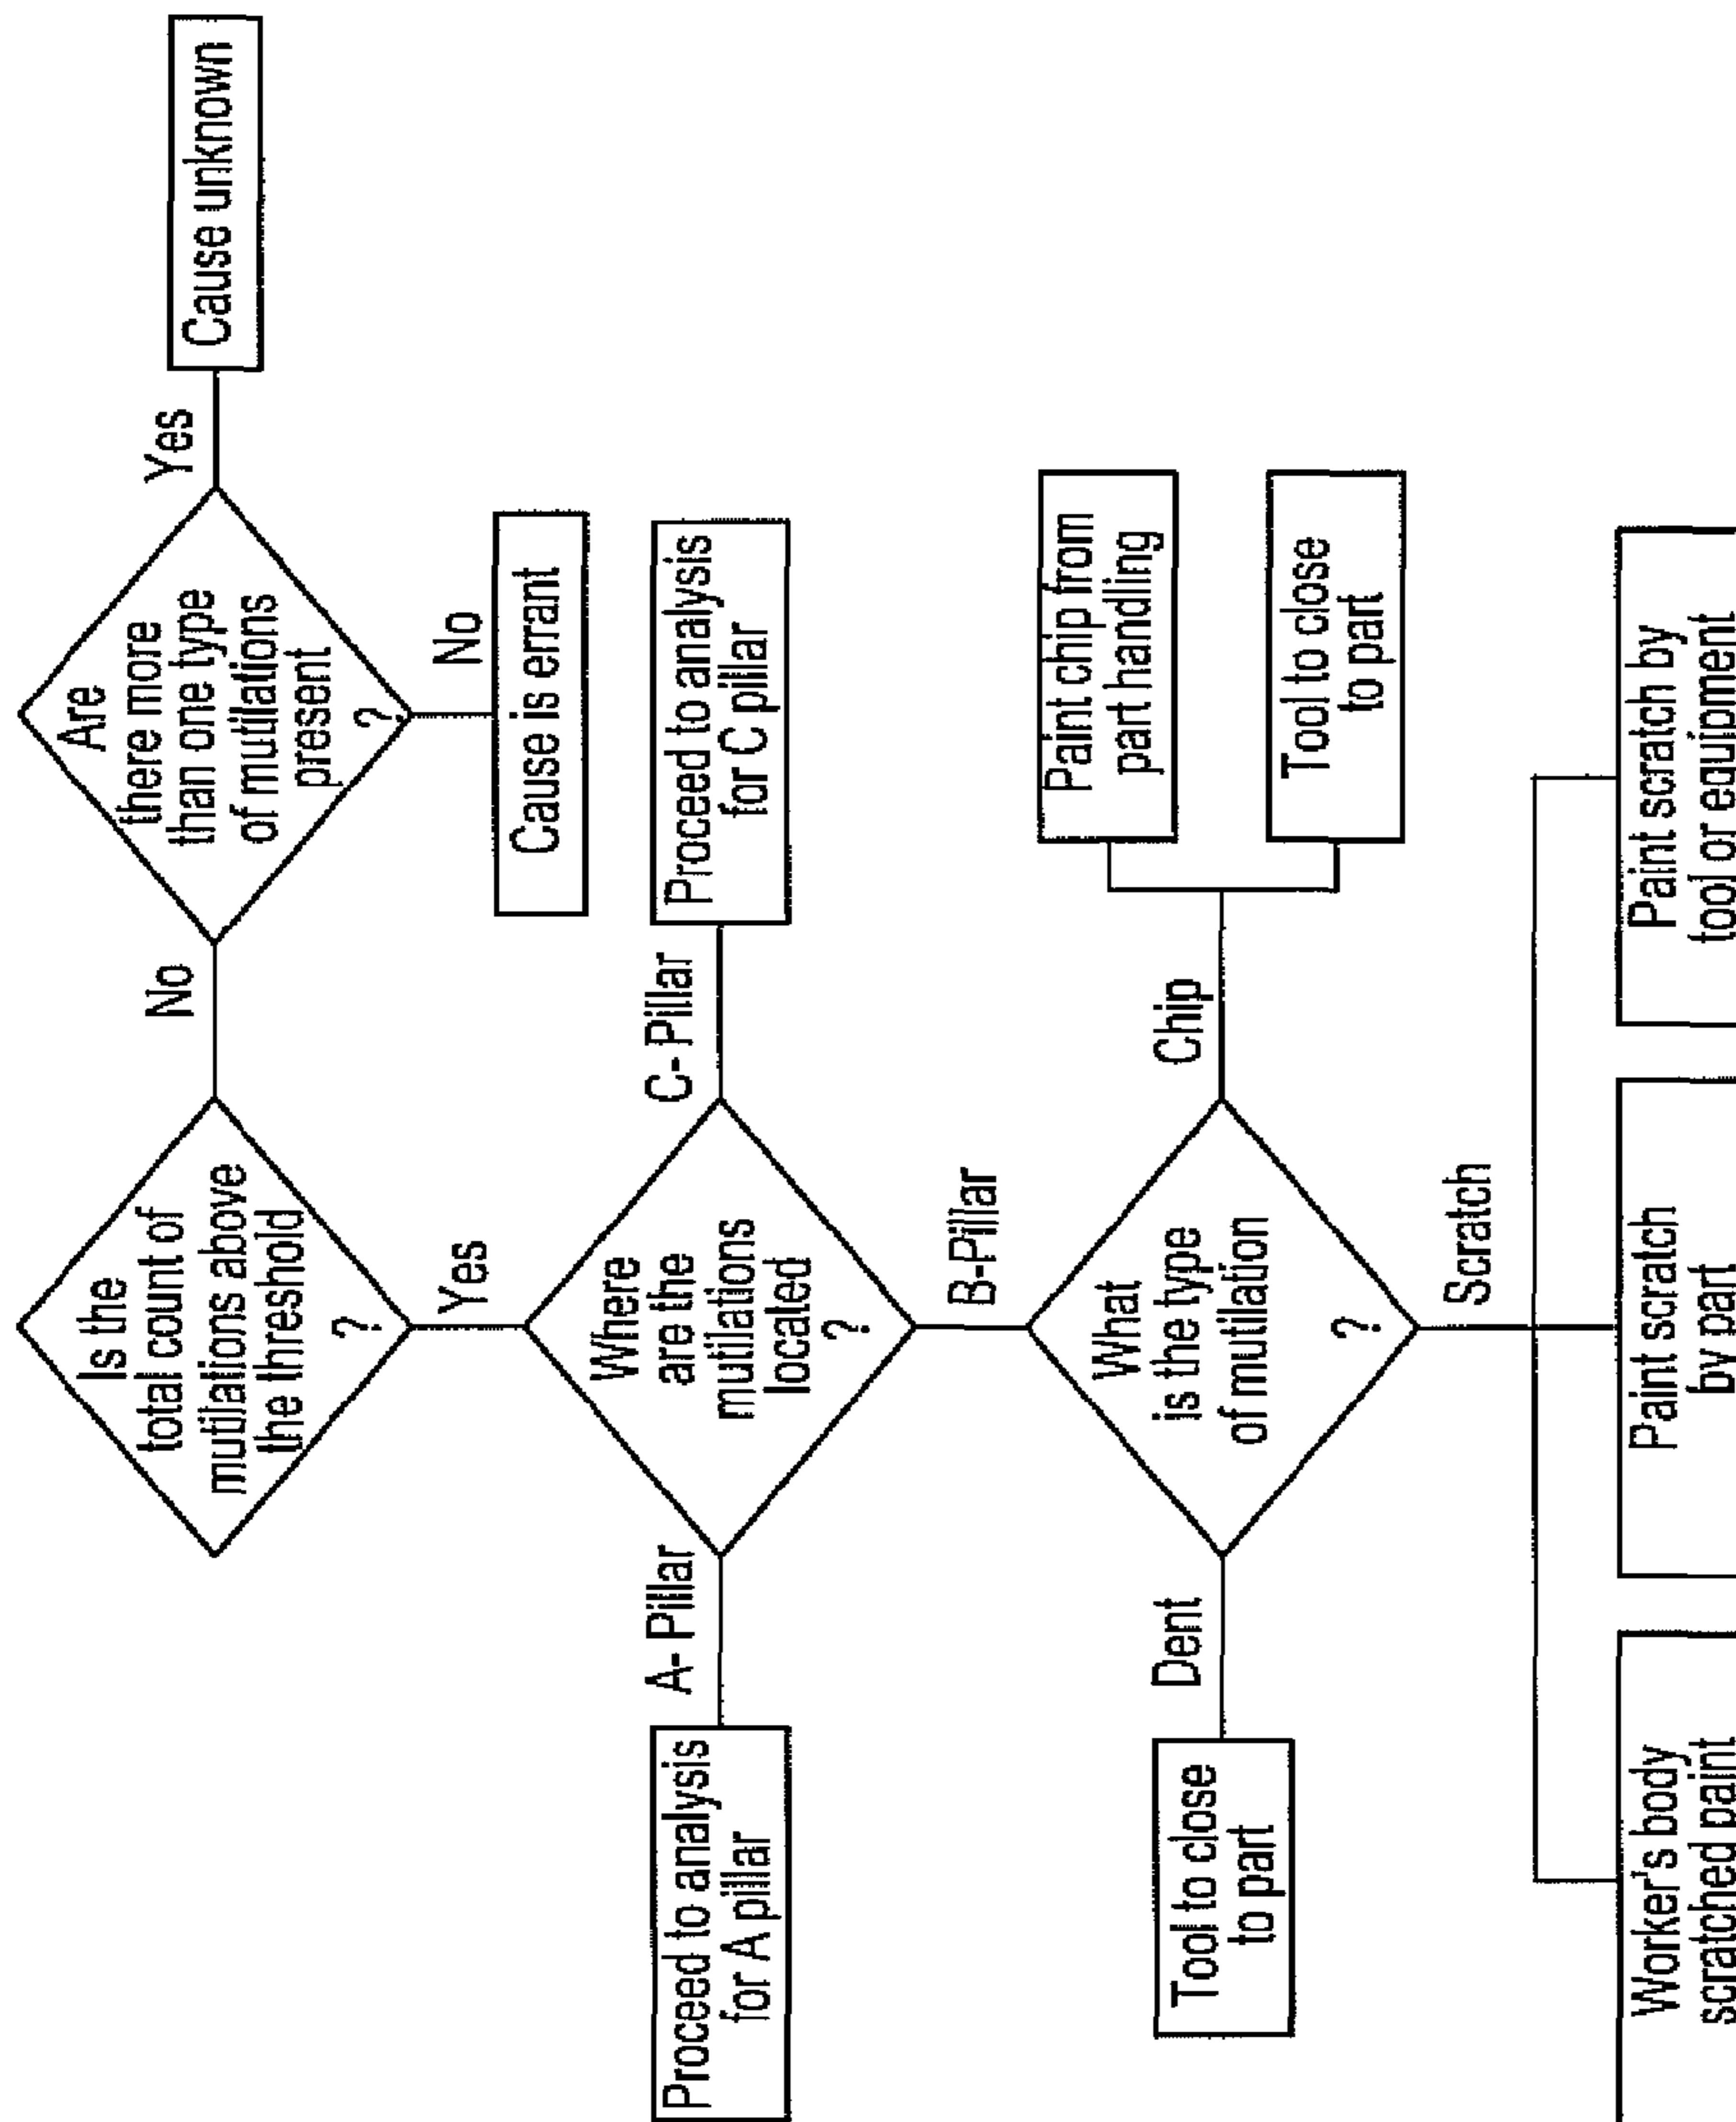 Is the
total count of
mutilations above
the threshold
?
No
Are
there more
than one type
of mutilations
present
?
Yes
Cause unknown
No
Cause is errant
Yes
Where
are the
mutilations
located
?
A- Pillar
Proceed to analysis
for A pillar
C- Pillar
Proceed to analysis
for C pillar
B-Pillar
What
is the type
of mutilation
?
Dent
Tool to close
to part
Chip
Paint chip from
part handling
Tool to close
to part
Scratch
Worker's body
scratched paint
Paint scratch
by part
Paint scratch by
tool or equipment